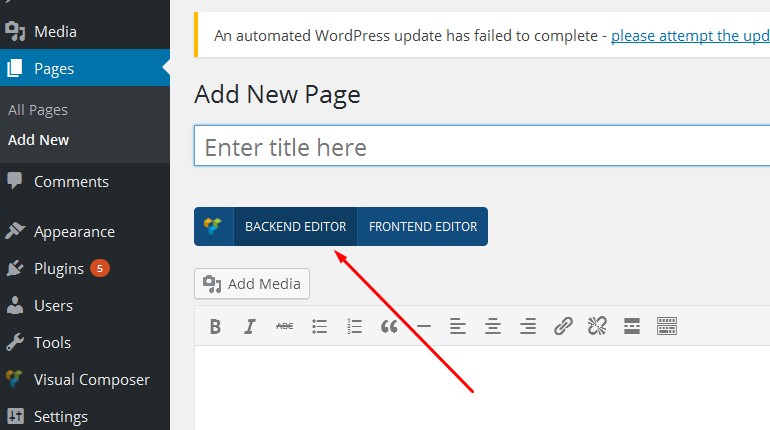 Media
Pages
All Pages
Add New
Comments
Appearance
Plugins 5
Users
Tools
Visual Composer
Settings
An automated WordPress update has failed to complete - please attempt the upd
Add New Page
Enter title here
BACKEND EDITOR FRONTEND EDITOR
Add Media
B I ABC